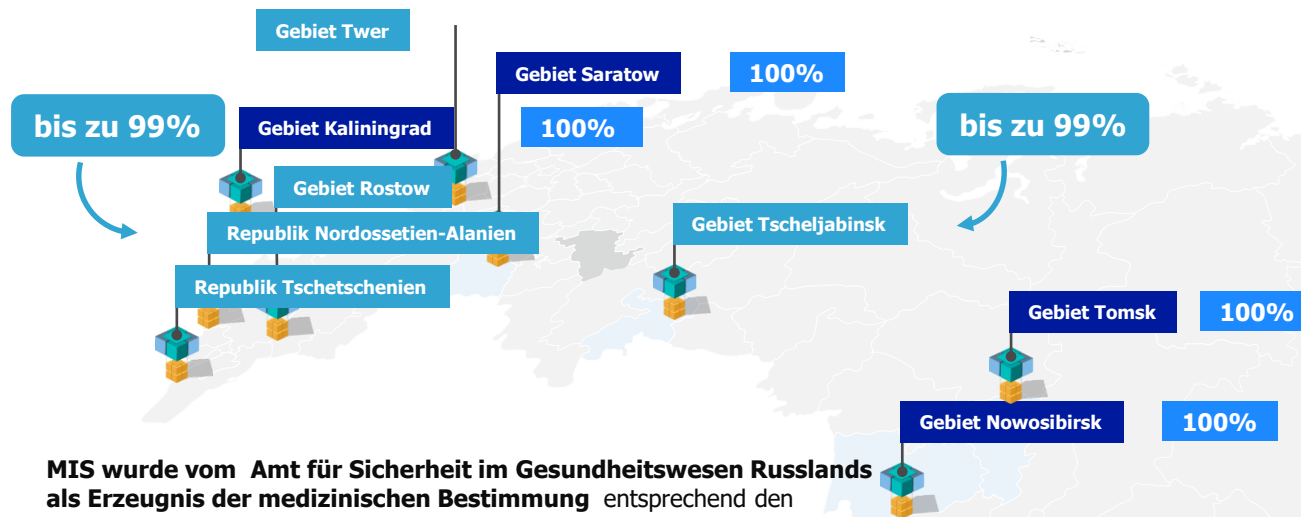 Gebiet Twer
Gebiet Saratow
100%
bis zu 99%
Gebiet Kaliningrad
100%
bis zu 99%
Gebiet Rostow
Republik Nordossetien-Alanien
Gebiet Tscheljabinsk
Republik Tschetschenien
Gebiet Tomsk
100%
Gebiet Nowosibirsk
100%
MIS wurde vom Amt für Sicherheit im Gesundheitswesen Russlands
als Erzeugnis der medizinischen Bestimmung entsprechend den